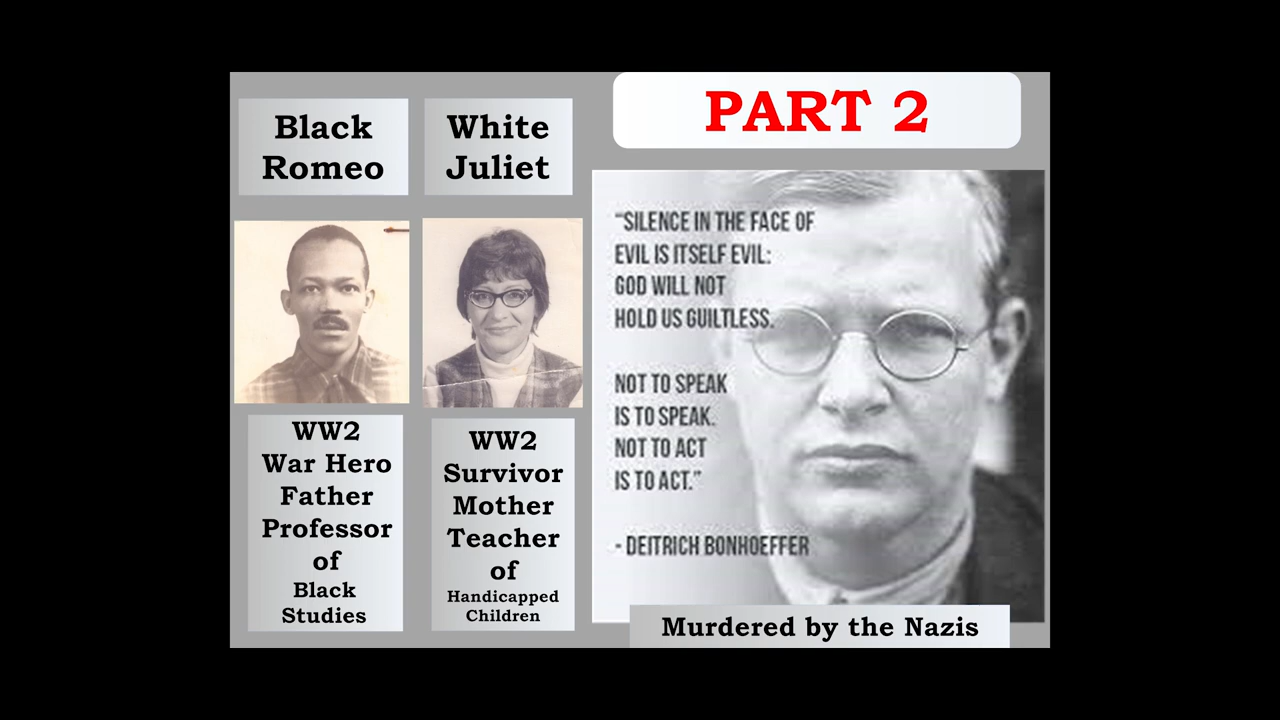 Black
Romeo
White
Juliet
PART 2
WW2
War Hero
Father
Professor
of
Black
Studies
WW2
Survivor
Mother
Teacher
of
Handicapped
Children
“SILENCE IN THE FACE OF
EVIL IS ITSELF EVIL:
GOD WILL NOT
HOLD US GUILTLESS.
NOT TO SPEAK
IS TO SPEAK.
NOT TO ACT
IS TO ACT.”
- DEITRICH BONHOEFFER
Murdered by the Nazis